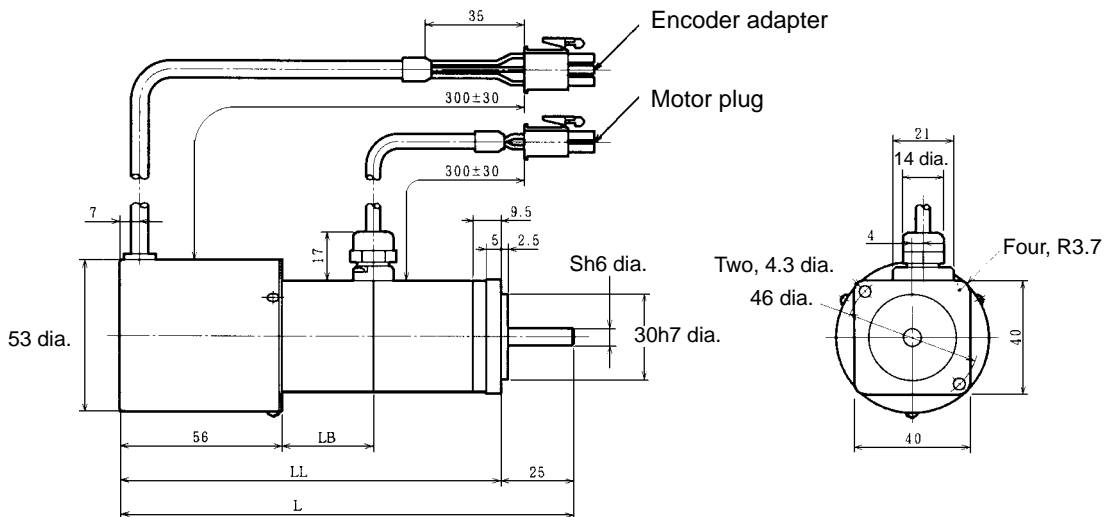 35
Encoder adapter
300±30
Motor plug
21
14 dia.
300±30
7
9.5
4
17
5
2.5
Four, R3.7
Sh6 dia.
Two, 4.3 dia.
46 dia.
53 dia.
30h7 dia.
40
56
LB
40
LL
25
L